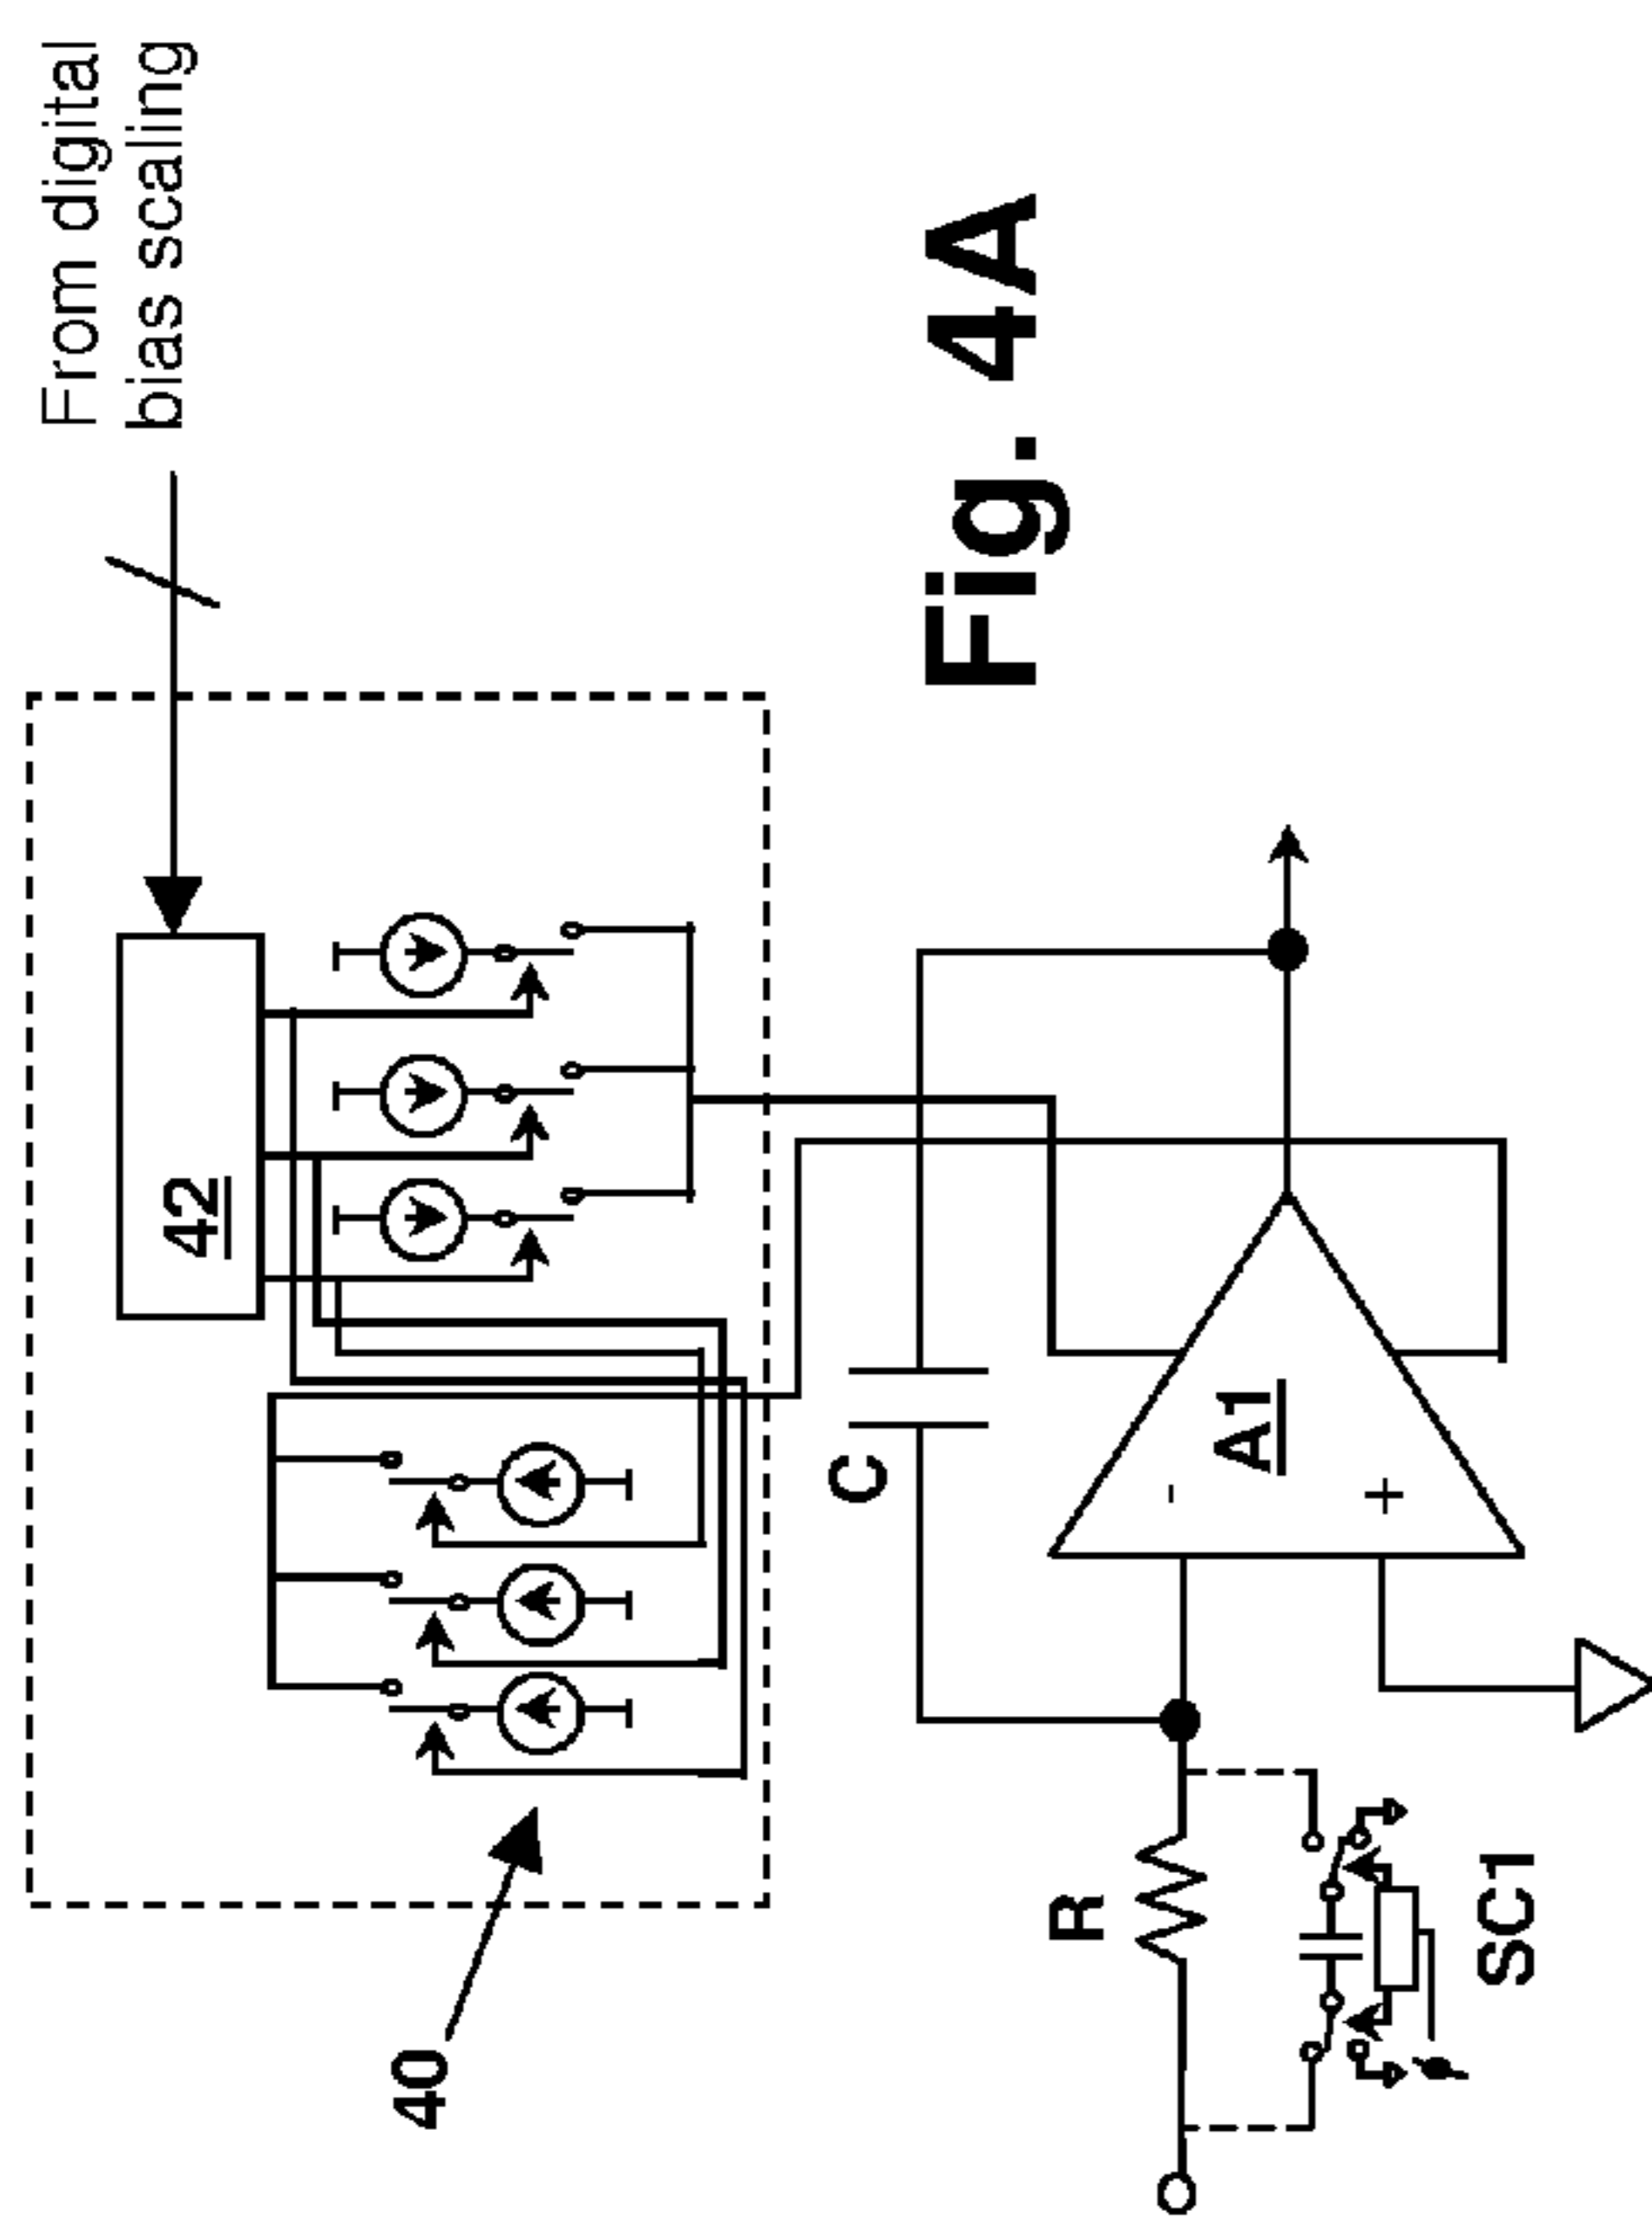 From digital
bias scaling
42
40
C
A1
-
+
R
SC1
ϕ
Fig. 4A